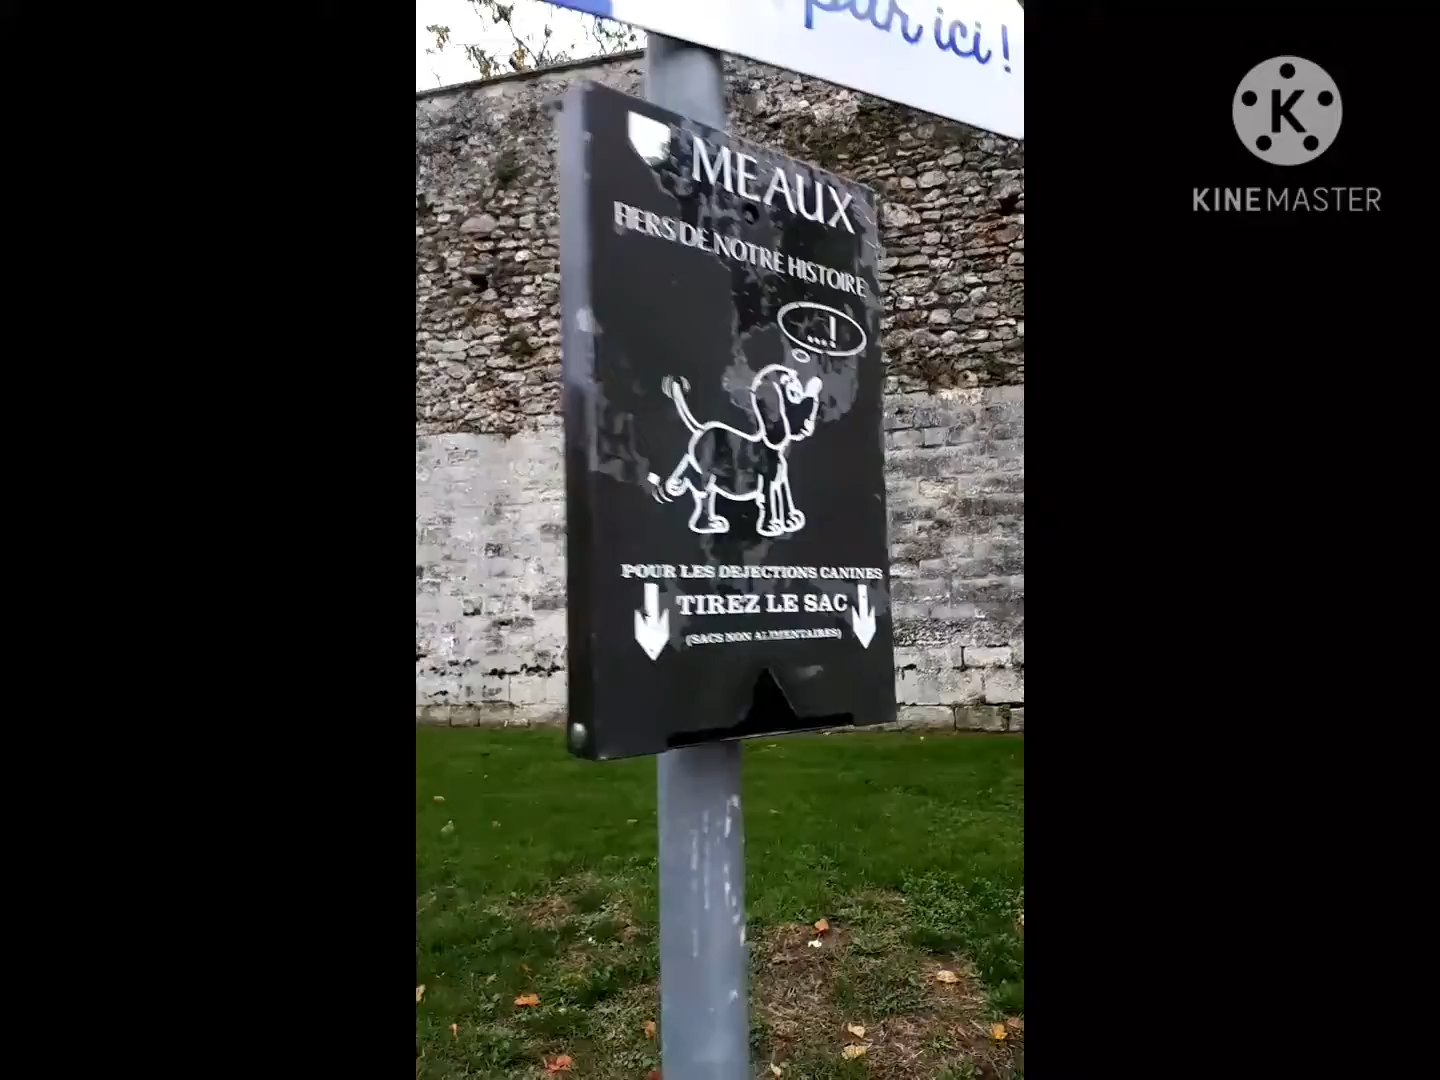 par ici !
K
KINEMASTER
MEAUX
FIERS DE NOTRE HISTOIRE
...!
POUR LES DEJECTIONS CANINES
TIREZ LE SAC
(SACS NON ALIMENTAIRES)